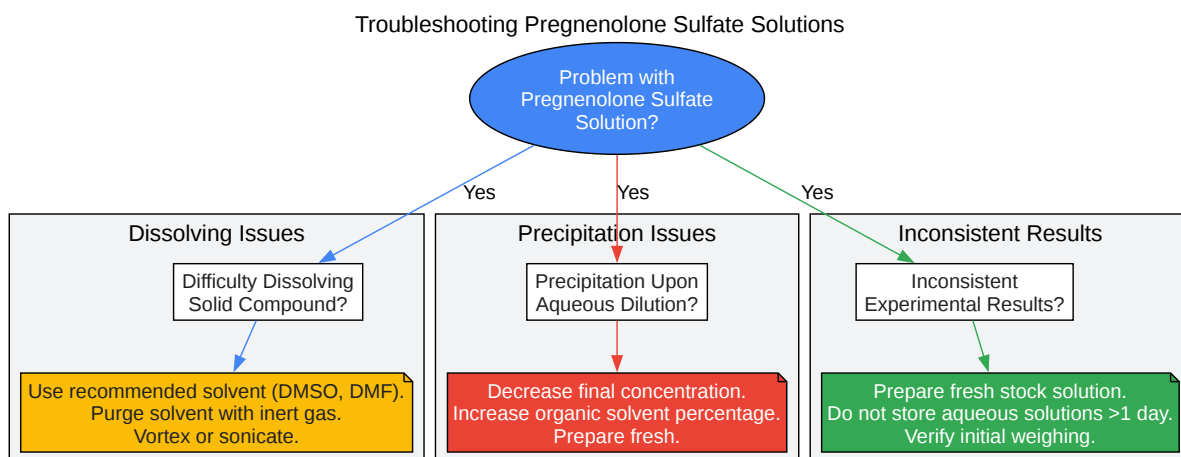 Troubleshooting Pregnenolone Sulfate Solutions
Problem with
Pregnenolone Sulfate
Solution?
Yes
Yes
Yes
Dissolving Issues
Difficulty Dissolving
Solid Compound?
Use recommended solvent (DMSO, DMF).
Purge solvent with inert gas.
Vortex or sonicate.
Precipitation Issues
Precipitation Upon
Aqueous Dilution?
Decrease final concentration.
Increase organic solvent percentage.
Prepare fresh.
Inconsistent Results
Inconsistent
Experimental Results?
Prepare fresh stock solution.
Do not store aqueous solutions >1 day.
Verify initial weighing.